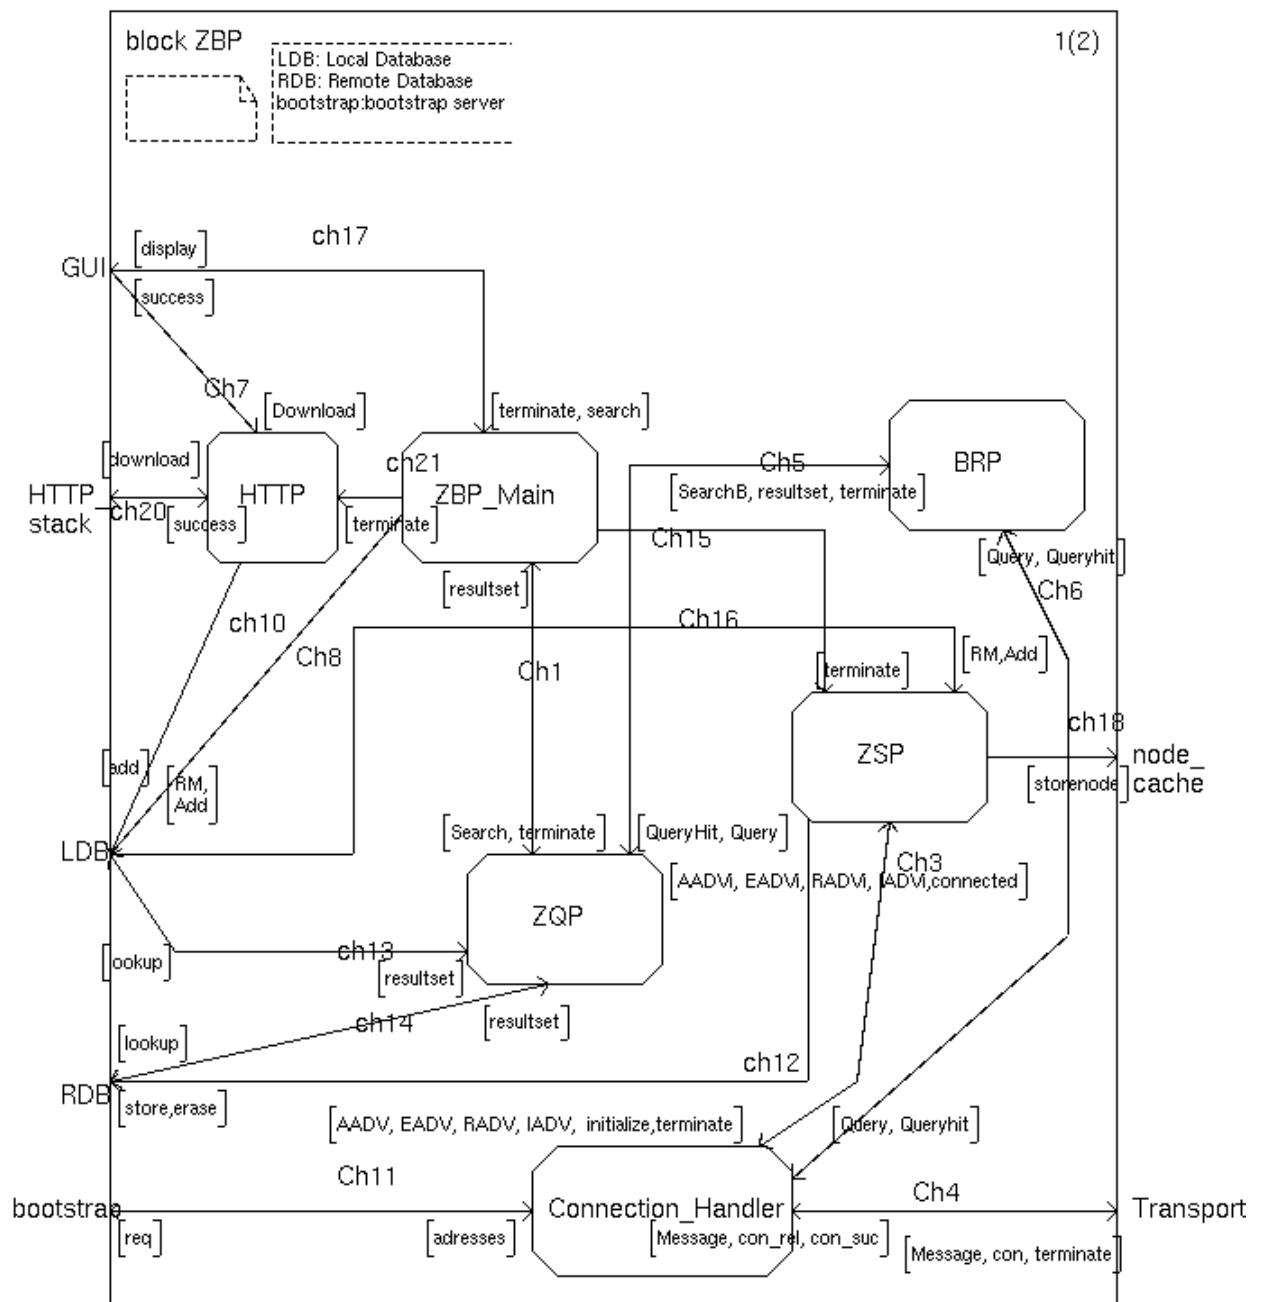 block ZBP
1(2)
LDB: Local Database
RDB: Remote Database
bootstrap:bootstrap server
ch17
display
GUI
success
Ch7
Download
terminate, search
download
ch21
Ch5
BRP
HTTP_
stack
ch20
HTTP
ZBP_Main
SearchB, resultset, terminate
success
terminate
Ch15
Query, Queryhit
resultset
Ch6
ch10
Ch16
Ch8
Ch1
RM,Add
terminate
ch18
add
RM,
Add
ZSP
node_
cache
storenode
Search, terminate
QueryHit, Query
LDB
Ch3
AADVi, EADVi, RADVi, IADVi,connected
ZQP
ch13
lookup
resultset
ch14
resultset
lookup
ch12
RDB
store,erase
AADV, EADV, RADV, IADV, initialize,terminate
Query, Queryhit
Ch11
Ch4
bootstrap
Connection_Handler
Transport
req
adresses
Message, con_rel, con_suc
Message, con, terminate